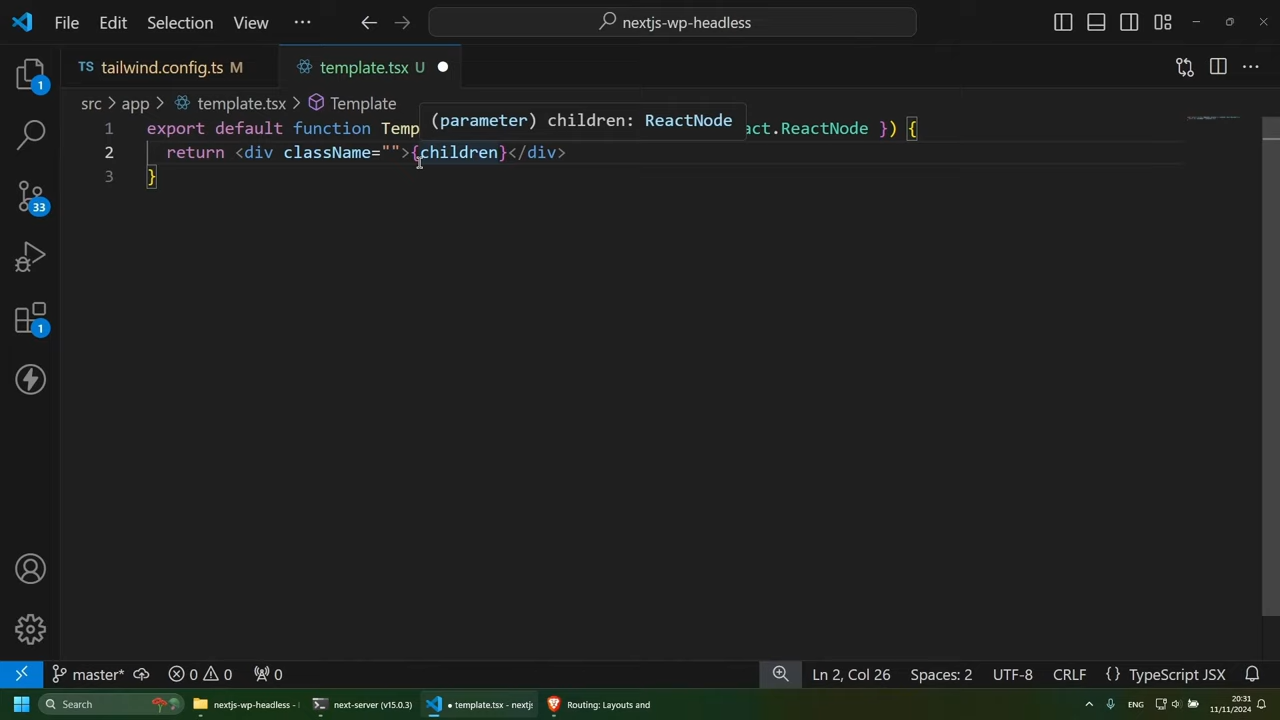 File Edit Selection View ··· nextjs-wp-headless
TS tailwind.config.ts M template.tsx U
src > app > template.tsx > Template
(parameter) children: ReactNode
1 export default function Temp act.ReactNode }) {
2 return <div className="">{children}</div>
3 }
1
33
1
master* 0 0 0 Ln 2, Col 26 Spaces: 2 UTF-8 CRLF {} TypeScript JSX
Search nextjs-wp-headless - next-server (v15.0.3) ● template.tsx - nextjs Routing: Layouts and ENG 20:31
11/11/2024